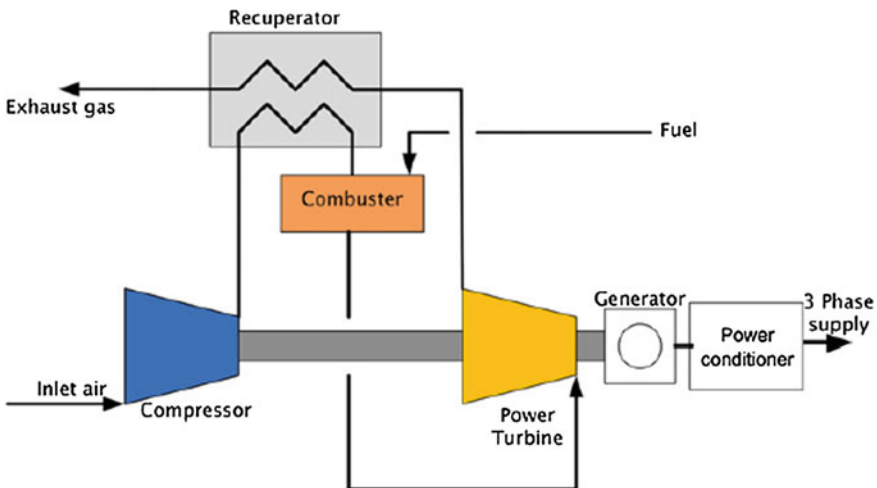 Recuperator
Exhaust gas
Fuel
Combuster
Generator
3 Phase
supply
Power
conditioner
Inlet air
Compressor
Power
Turbine